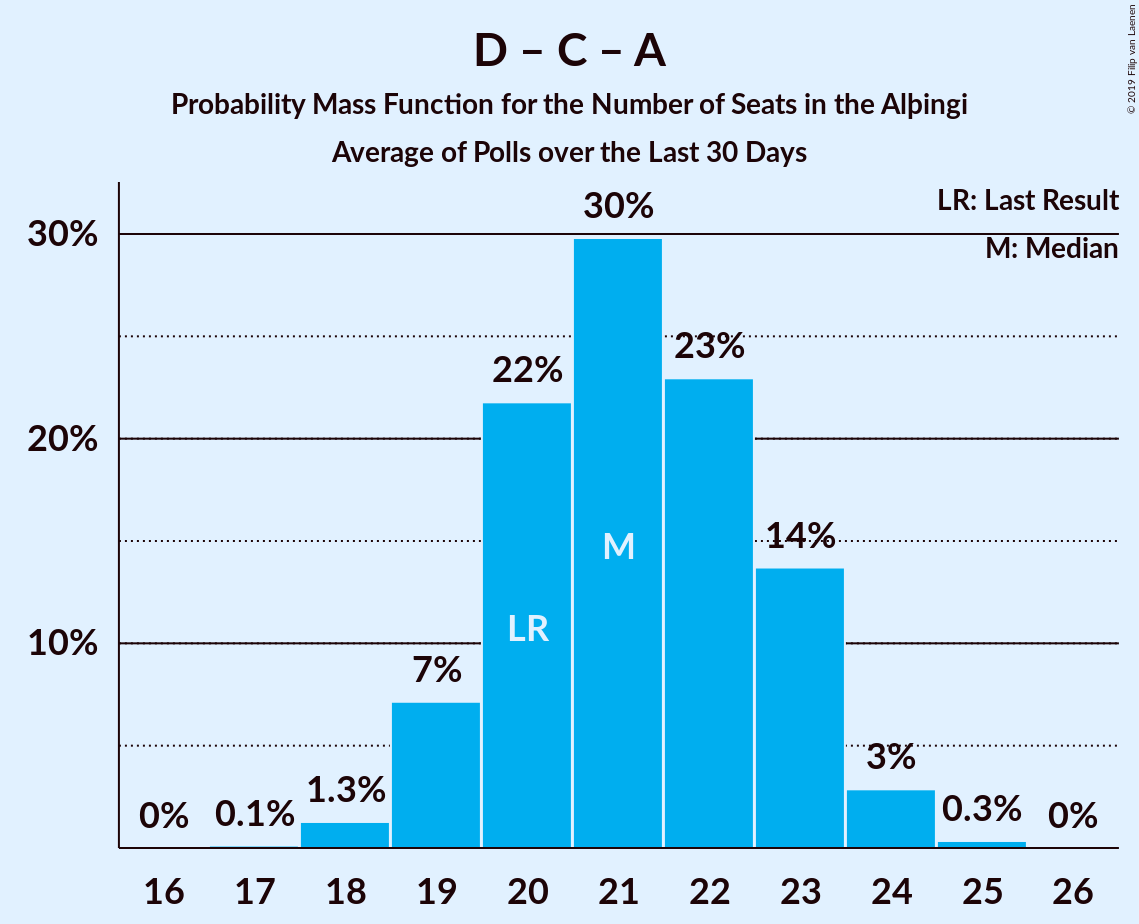 D – C – A
Probability Mass Function for the Number of Seats in the Alþingi
Average of Polls over the Last 30 Days
© 2019 Filip van Laenen
LR: Last Result
M: Median
30%
20%
10%
0%
0.1%
1.3%
7%
22%
30%
23%
14%
3%
0.3%
0%
LR
M
16 17 18 19 20 21 22 23 24 25 26